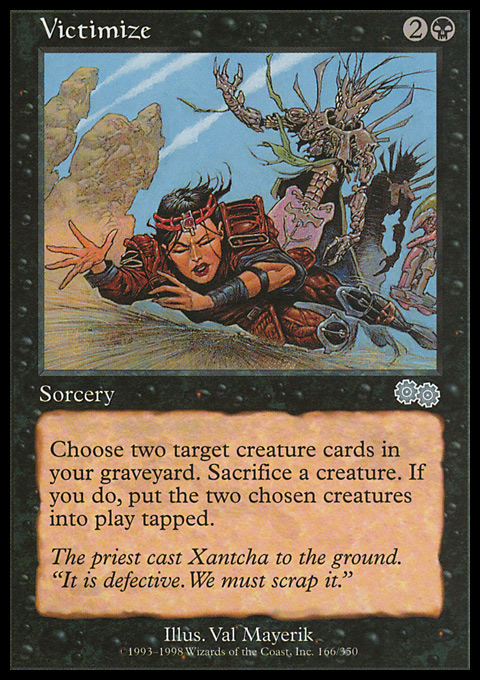 Victimize 2
Sorcery
Choose two target creature cards in
your graveyard. Sacrifice a creature. If
you do, put the two chosen creatures
into play tapped.
The priest cast Xantcha to the ground.
“It is defective. We must scrap it.”
Illus. Val Mayerik
©1993–1998 Wizards of the Coast, Inc. 166/350